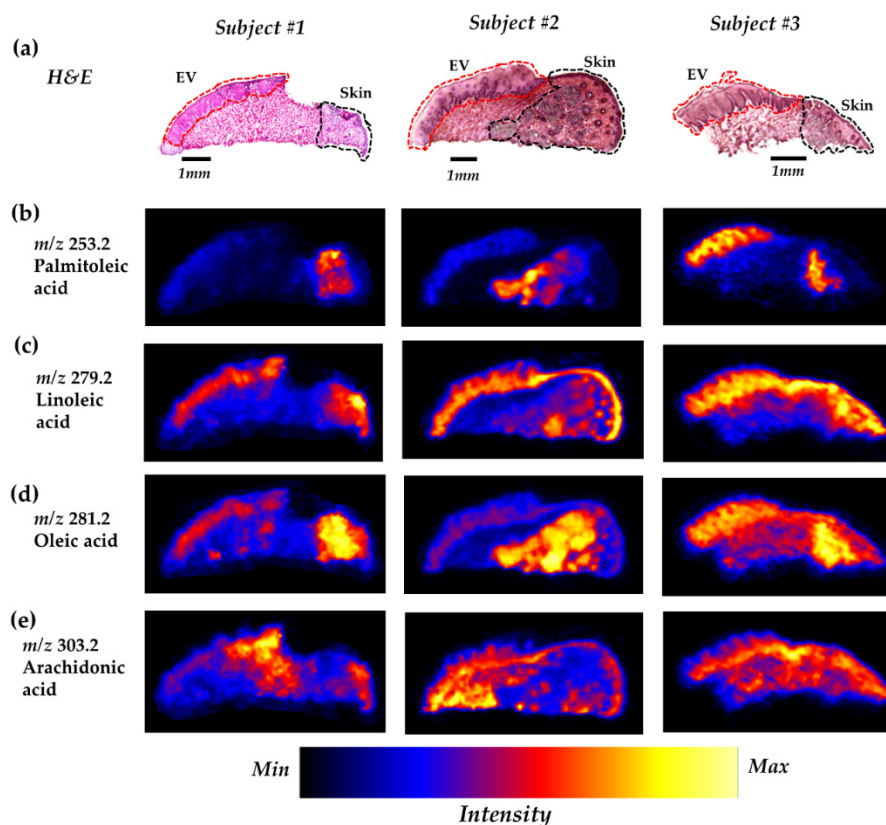 Subject #1
Subject #2
Subject #3
(a)
H&E
EV
Skin
1mm
EV
Skin
1mm
EV
Skin
1mm
(b)
m/z 253.2
Palmitoleic
acid
(c)
m/z 279.2
Linoleic
acid
(d)
m/z 281.2
Oleic acid
(e)
m/z 303.2
Arachidonic
acid
Min
Max
Intensity